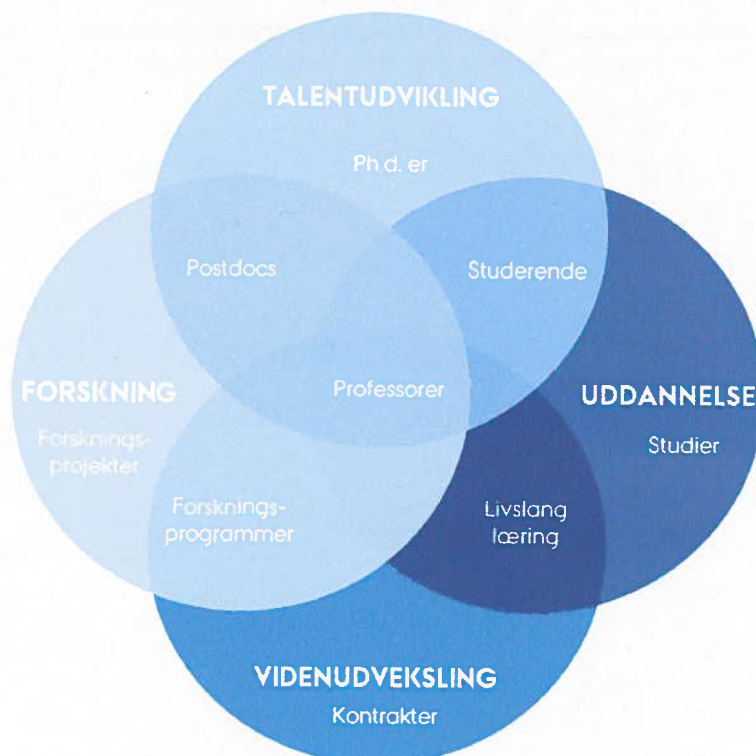 TALENTUDVIKLING
Ph.d.'er
Postdocs
Studerende
FORSKNING
Forsknings-
projekter
Professorer
UDDANNELSE
Studier
Forsknings-
programmer
Livslang
læring
VIDENUDVEKSLING
Kontrakter